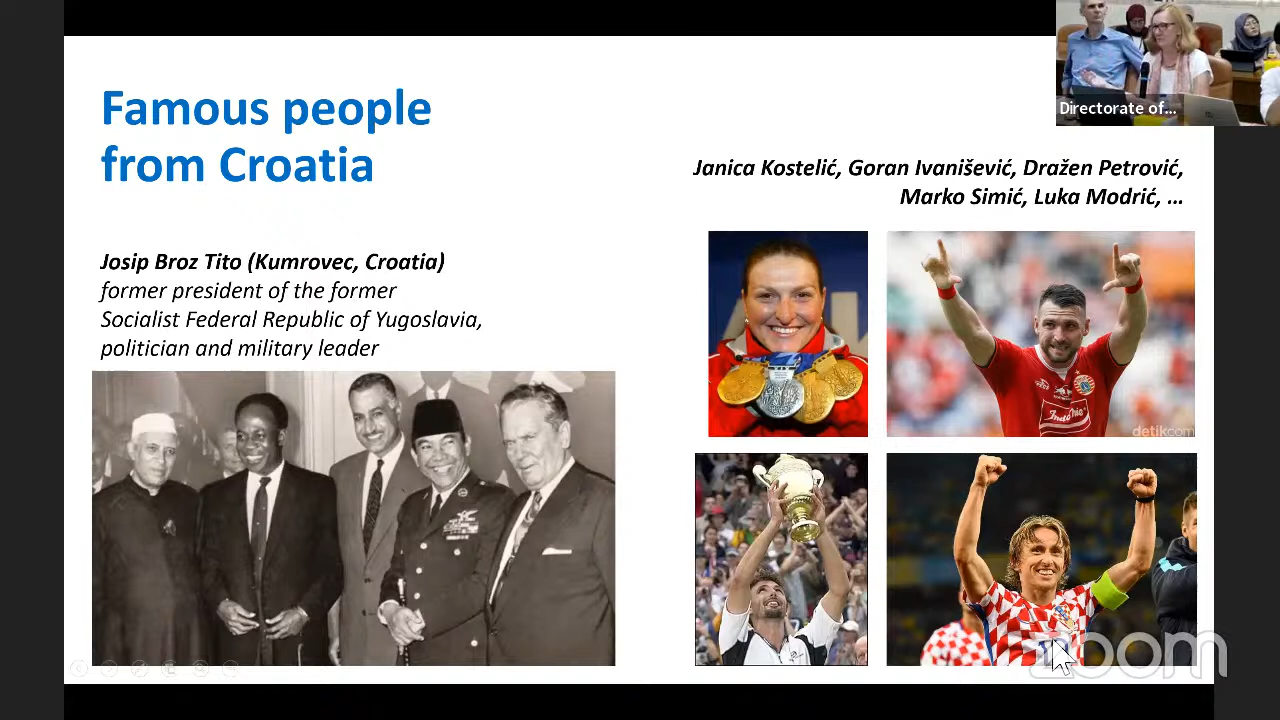 Famous people
from Croatia
Directorate of...
Janica Kostelić, Goran Ivanišević, Dražen Petrović,
Marko Simić, Luka Modrić, ...
Josip Broz Tito (Kumrovec, Croatia)
former president of the former
Socialist Federal Republic of Yugoslavia,
politician and military leader
detikcom
zoom